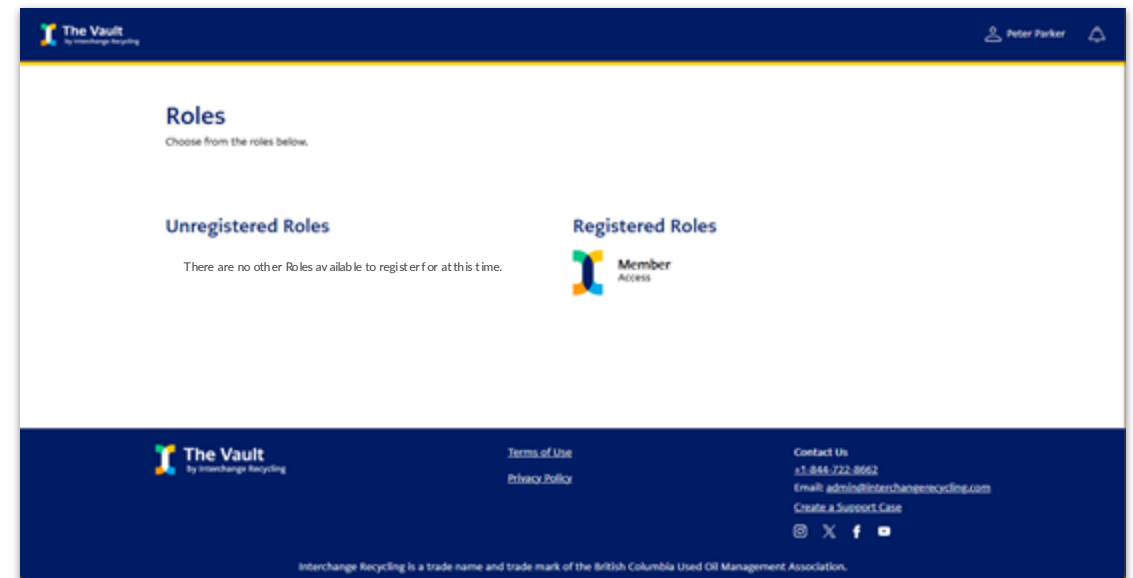 The Vault
by Interchange Recycling
Peter Parker
Roles
Choose from the roles below.
Unregistered Roles
There are no other Roles available to register for at this time.
Registered Roles
Member
Access
The Vault
by Interchange Recycling
Terms of Use
Privacy Policy
Contact Us
+1-844-722-8662
Email: admin@interchangerecycling.com
Create a Support Case
Interchange Recycling is a trade name and trade mark of the British Columbia Used Oil Management Association.